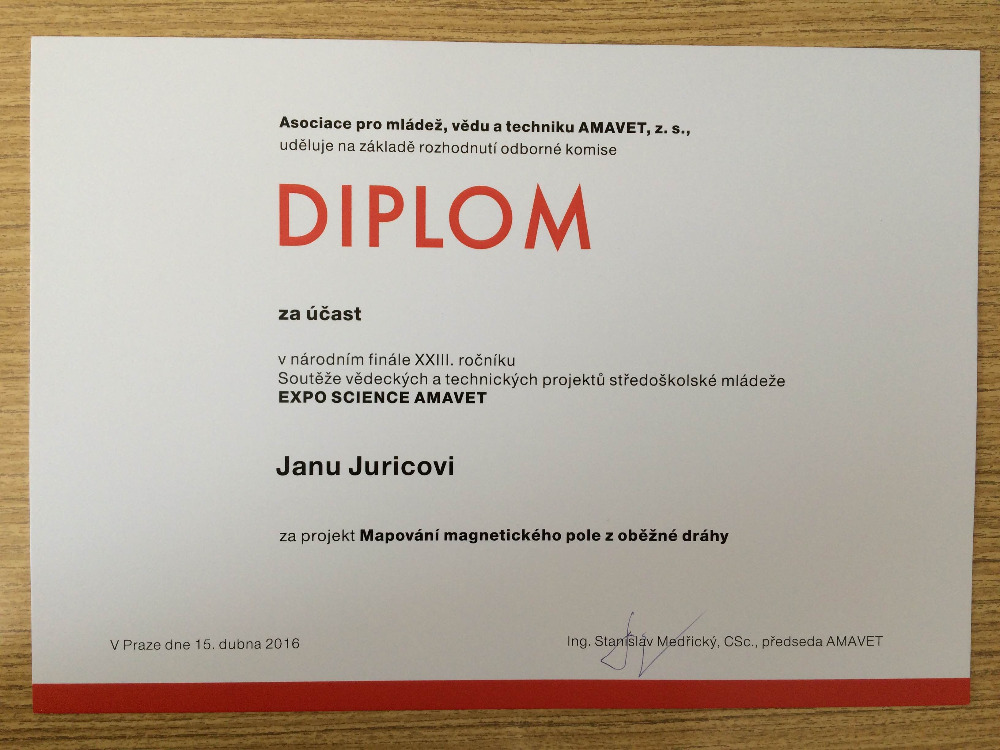 Asociace pro mládež, vědu a techniku AMAVET, z. s.,
uděluje na základě rozhodnutí odborné komise
DIPLOM
za účast
v národním finále XXIII. ročníku
Soutěže vědeckých a technických projektů středoškolské mládeže
EXPO SCIENCE AMAVET
Janu Juricovi
za projekt Mapování magnetického pole z oběžné dráhy
V Praze dne 15. dubna 2016
Ing. Stanislav Medřický, CSc., předseda AMAVET